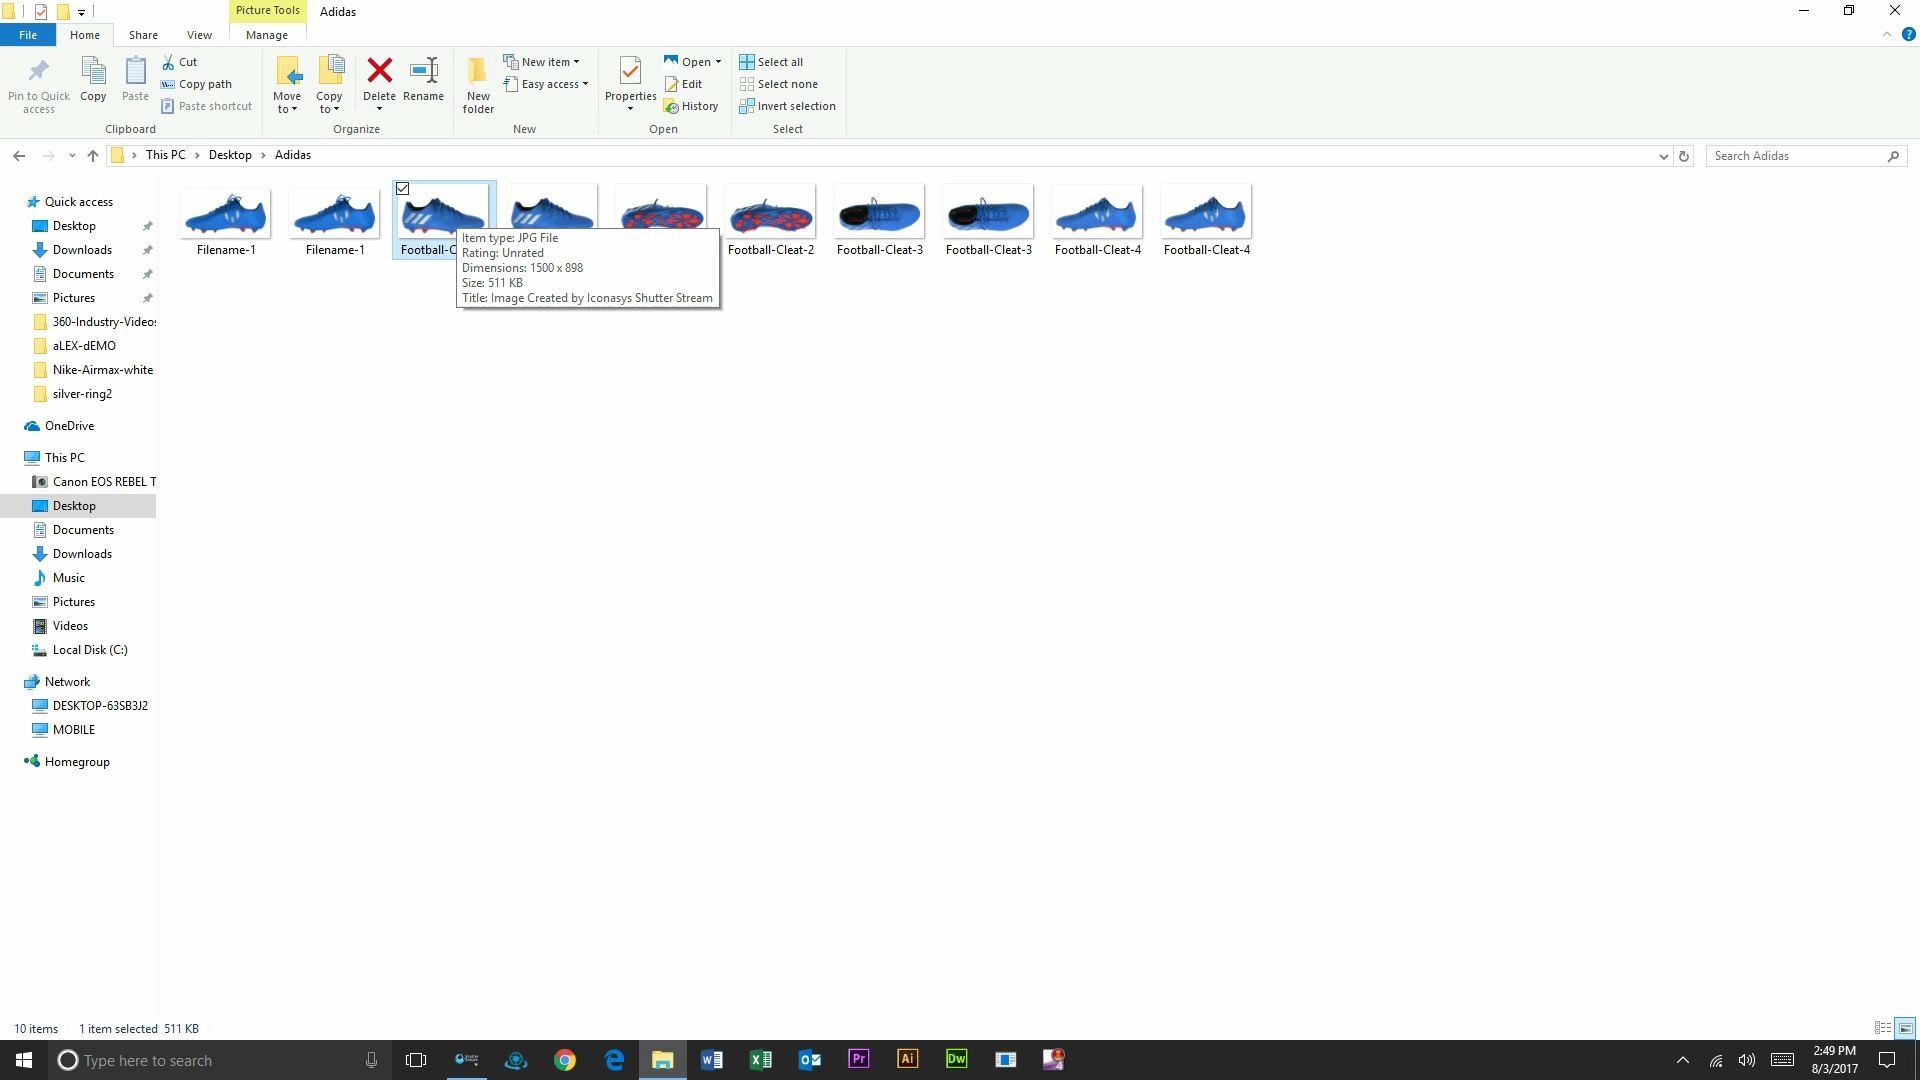 Picture Tools
Adidas
File
Home
Share
View
Manage
Pin to Quick access
Copy
Paste
Cut
Copy path
Paste shortcut
Clipboard
Move to
Copy to
Delete
Rename
Organize
New folder
New item
Easy access
New
Properties
Open
Edit
History
Open
Select all
Select none
Invert selection
Select
This PC
Desktop
Adidas
Search Adidas
Quick access
Desktop
Downloads
Documents
Pictures
360-Industry-Videos
aLEX-dEMO
Nike-Airmax-white
silver-ring2
OneDrive
This PC
Canon EOS REBEL T
Desktop
Documents
Downloads
Music
Pictures
Videos
Local Disk (C:)
Network
DESKTOP-63SB3J2
MOBILE
Homegroup
Filename-1
Filename-1
Football-C
Football-Cleat-2
Football-Cleat-3
Football-Cleat-3
Football-Cleat-4
Football-Cleat-4
Item type: JPG File
Rating: Unrated
Dimensions: 1500 x 898
Size: 511 KB
Title: Image Created by Iconasys Shutter Stream
10 items
1 item selected 511 KB
Type here to search
Pr
Ai
Dw
2:49 PM
8/3/2017